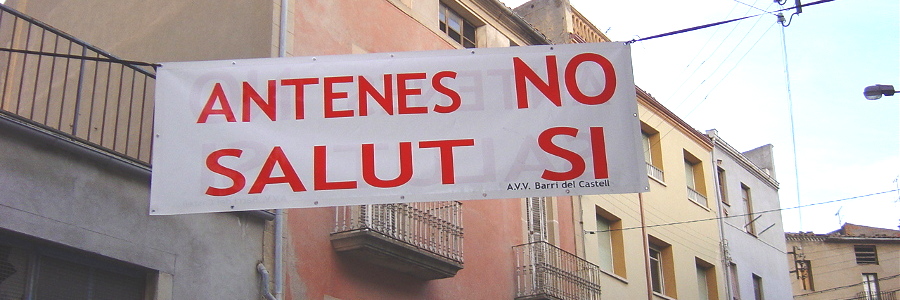 ANTENES NO
SALUT SI
A.V.V. Barri del Castell